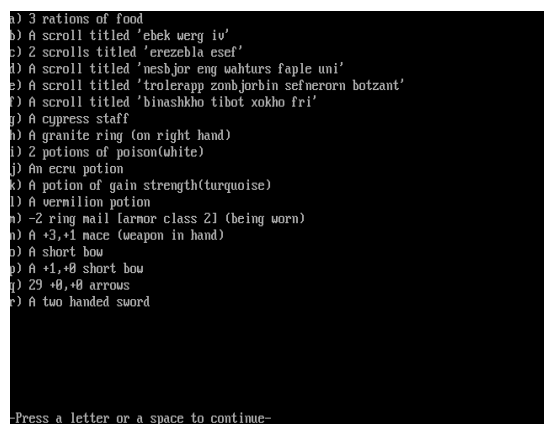 a) 3 rations of food
b) A scroll titled 'ebek werg iv'
c) 2 scrolls titled 'erezebla esef'
d) A scroll titled 'nesbjor eng wahturs faple uni'
e) A scroll titled 'trolerapp zonbjorbin sefnerorn botzant'
f) A scroll titled 'binashkho tibot xokho fri'
g) A cypress staff
h) A granite ring (on right hand)
i) 2 potions of poison(white)
j) An ecru potion
k) A potion of gain strength(turquoise)
l) A vermilion potion
m) -2 ring mail [armor class 2] (being worn)
n) A +3,+1 mace (weapon in hand)
o) A short bow
p) A +1,+0 short bow
q) 29 +0,+0 arrows
r) A two handed sword
-Press a letter or a space to continue-